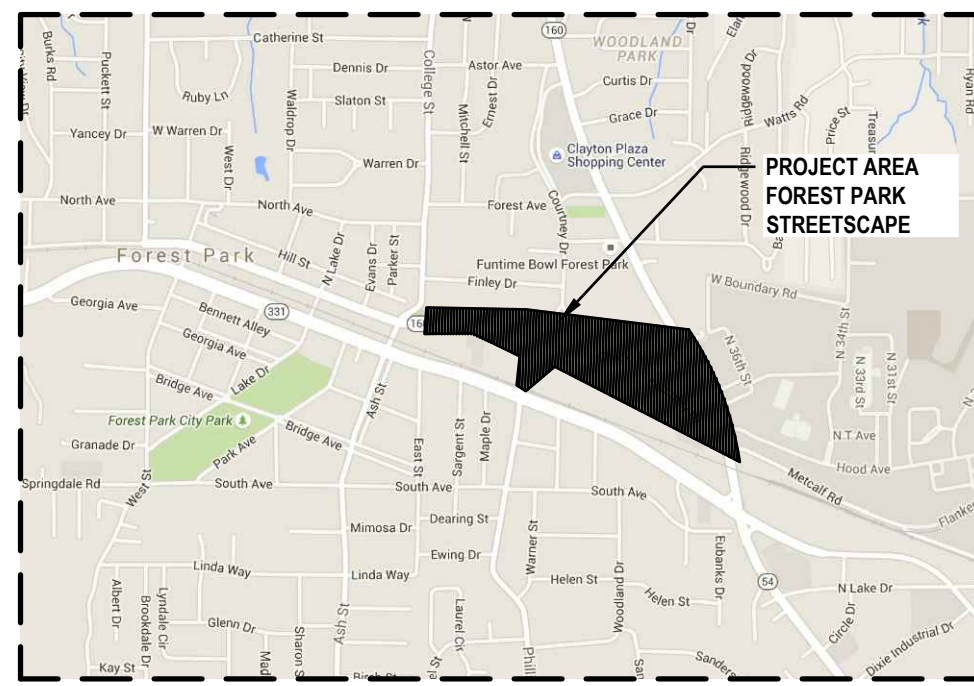 160
WOODLAND
PARK
Catherine St
Burks Rd
Puckett St
College St
Astor Ave
Dennis Dr
Curtis Dr
Ruby Ln
Waldrop Dr
Slaton St
Mitchell St
Ernest Dr
Grace Dr
Ridgewood Dr
Watts Rd
Price St
Ryan Rd
Yancey Dr
W Warren Dr
West Dr
Warren Dr
Clayton Plaza
Shopping Center
Ridgewood Dr
PROJECT AREA
FOREST PARK
STREETSCAPE
North Ave
North Ave
Forest Ave
Courtney Dr
Forest Park
Hill St
N Lake Dr
Evans Dr
Parker St
Funtime Bowl Forest Park
Finley Dr
W Boundary Rd
Georgia Ave
331
Bennett Alley
Georgia Ave
N 36th St
N 34th St
N 33rd St
N 31st St
Bridge Ave
Lake Dr
Ash St
Forest Park City Park
Bridge Ave
East St
Sargent St
Maple Dr
Granade Dr
Park Ave
N T Ave
Hood Ave
Springdale Rd
West St
South Ave
South Ave
South Ave
Metcalf Rd
Mimosa Dr
Dearing St
Warner St
Ewing Dr
Eubanks Dr
Linda Way
Linda Way
Helen St
Woodland Dr
Helen St
54
N Lake Dr
Albert Dr
Brookdale Dr
Lyndale Cir
Glenn Dr
Sharon S
Ash St
Laurel Cir
Circle Dr
Dixie Industrial Dr
Kay St
Mad
Phill
San
Sanders